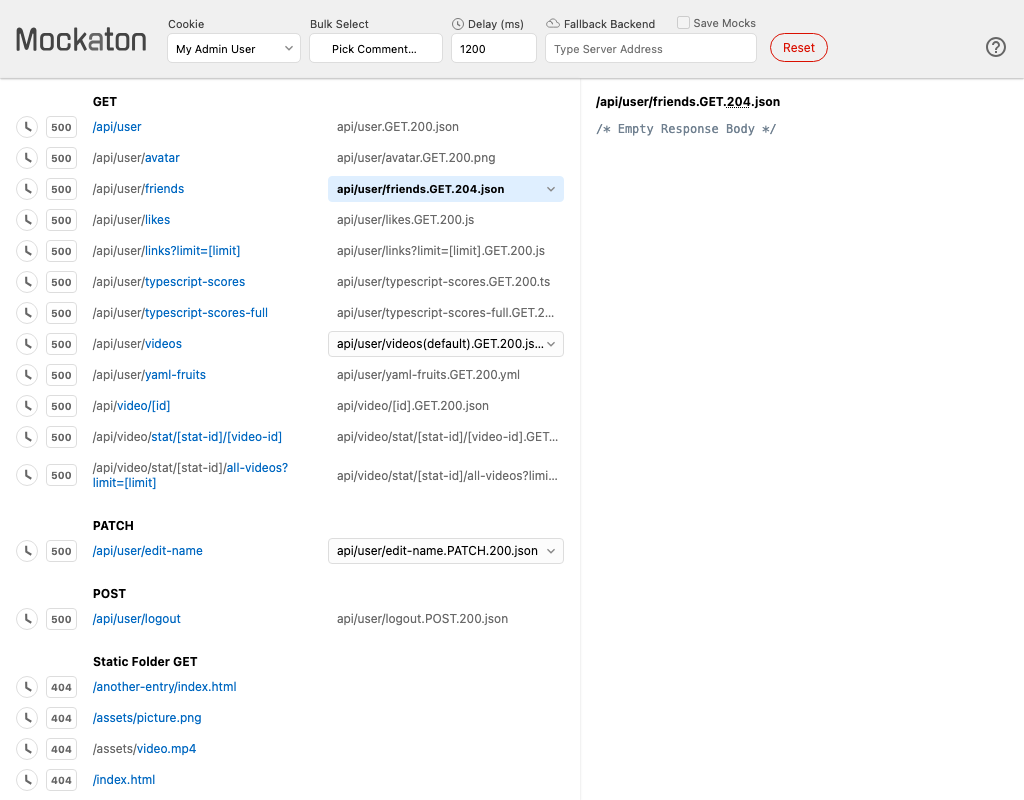 Mockaton
Cookie
My Admin User
Bulk Select
Pick Comment...
Delay (ms)
1200
Fallback Backend
Type Server Address
Save Mocks
Reset
?
GET
500 /api/user api/user.GET.200.json
500 /api/user/avatar api/user/avatar.GET.200.png
500 /api/user/friends api/user/friends.GET.204.json
500 /api/user/likes api/user/likes.GET.200.js
500 /api/user/links?limit=[limit] api/user/links?limit=[limit].GET.200.js
500 /api/user/typescript-scores api/user/typescript-scores.GET.200.ts
500 /api/user/typescript-scores-full api/user/typescript-scores-full.GET.2...
500 /api/user/videos api/user/videos(default).GET.200.js...
500 /api/user/yaml-fruits api/user/yaml-fruits.GET.200.yml
500 /api/video/[id] api/video/[id].GET.200.json
500 /api/video/stat/[stat-id]/[video-id] api/video/stat/[stat-id]/[video-id].GET...
500 /api/video/stat/[stat-id]/all-videos?
limit=[limit] api/video/stat/[stat-id]/all-videos?limi...
PATCH
500 /api/user/edit-name api/user/edit-name.PATCH.200.json
POST
500 /api/user/logout api/user/logout.POST.200.json
Static Folder GET
404 /another-entry/index.html
404 /assets/picture.png
404 /assets/video.mp4
404 /index.html
/api/user/friends.GET.204.json
/* Empty Response Body */